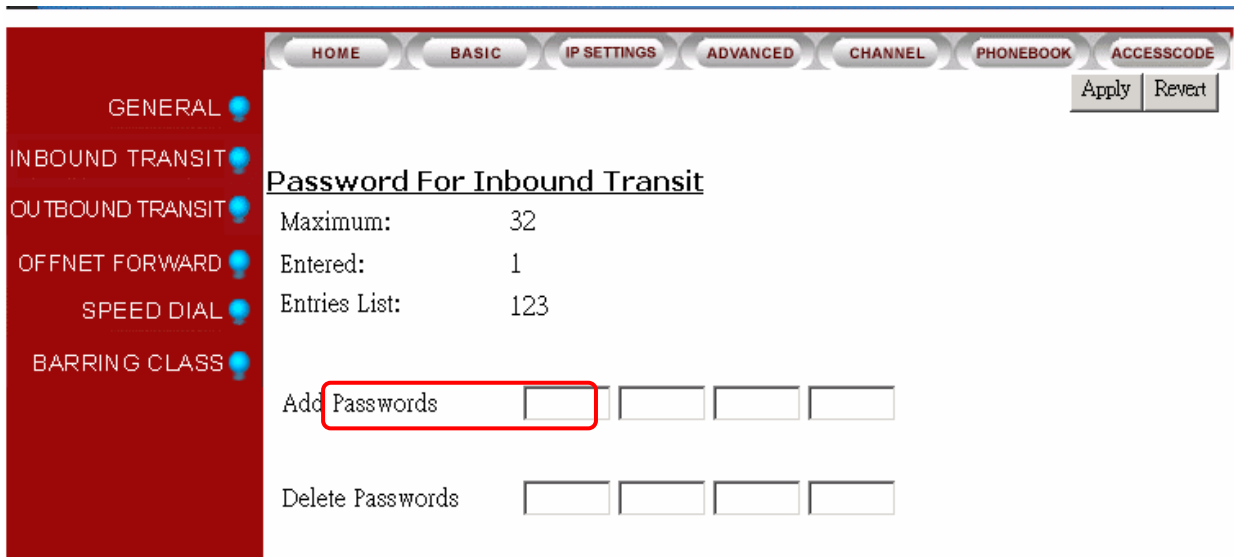 HOME BASIC IP SETTINGS ADVANCED CHANNEL PHONEBOOK ACCESSCODE
Apply Revert
GENERAL
INBOUND TRANSIT
OUTBOUND TRANSIT
OFFNET FORWARD
SPEED DIAL
BARRING CLASS
Password For Inbound Transit
Maximum: 32
Entered: 1
Entries List: 123
Add Passwords
Delete Passwords